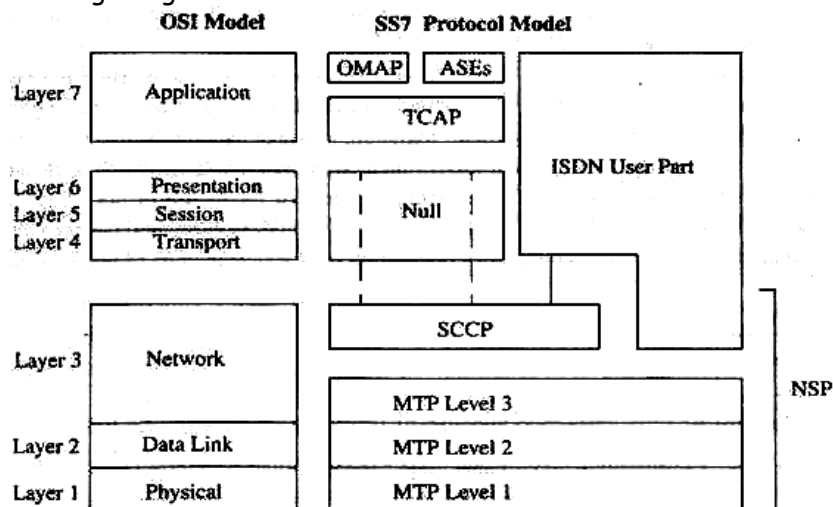 OSI Model
SS7 Protocol Model
Layer 7
Application
OMAP
ASEs
TCAP
ISDN User Part
Layer 6
Presentation
Layer 5
Session
Null
Layer 4
Transport
SCCP
Layer 3
Network
NSP
MTP Level 3
Layer 2
Data Link
MTP Level 2
Layer 1
Physical
MTP Level 1